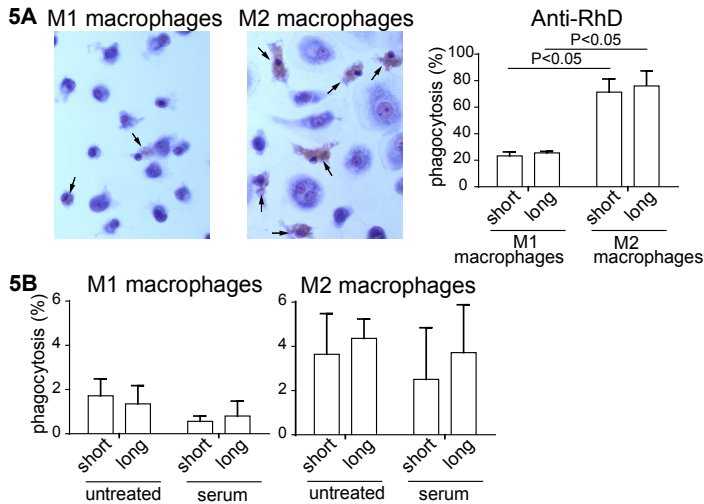 5A M1 macrophages M2 macrophages Anti-RhD
P<0.05
P<0.05
phagocytosis (%)
100
80
60
40
20
0
short long short long
M1 macrophages M2 macrophages
5B M1 macrophages M2 macrophages
phagocytosis (%)
6
4
2
0
short long short long
untreated serum
6
4
2
0
short long short long
untreated serum